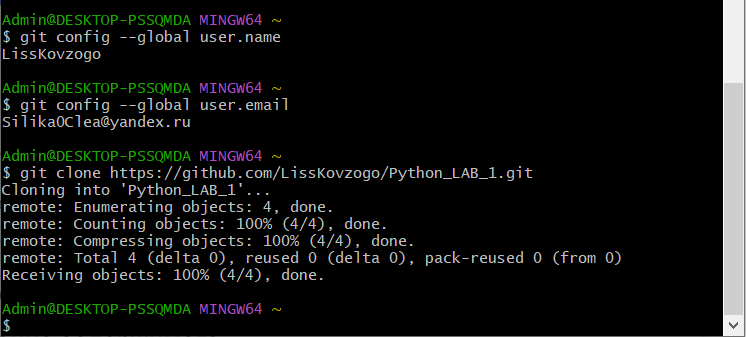 Admin@DESKTOP-PSSQMDA MINGW64 ~
$ git config --global user.name
LissKovzogo
Admin@DESKTOP-PSSQMDA MINGW64 ~
$ git config --global user.email
SilikaOClea@yandex.ru
Admin@DESKTOP-PSSQMDA MINGW64 ~
$ git clone https://github.com/LissKovzogo/Python_LAB_1.git
Cloning into 'Python_LAB_1'...
remote: Enumerating objects: 4, done.
remote: Counting objects: 100% (4/4), done.
remote: Compressing objects: 100% (4/4), done.
remote: Total 4 (delta 0), reused 0 (delta 0), pack-reused 0 (from 0)
Receiving objects: 100% (4/4), done.
Admin@DESKTOP-PSSQMDA MINGW64 ~
$